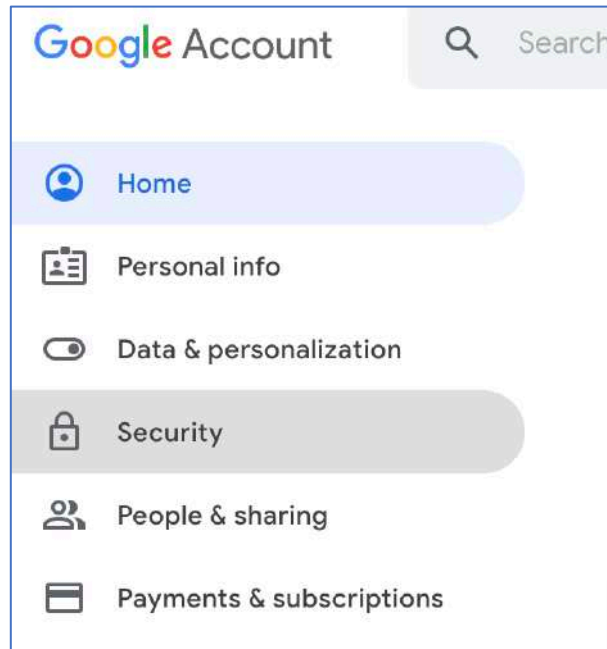 Google Account
Search
Home
Personal info
Data & personalization
Security
People & sharing
Payments & subscriptions